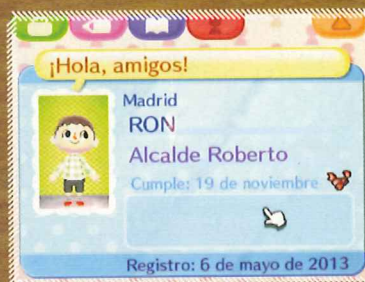 ¡Hola, amigos!
Madrid
RON
Alcalde Roberto
Cumple: 19 de noviembre
Registro: 6 de mayo de 2013